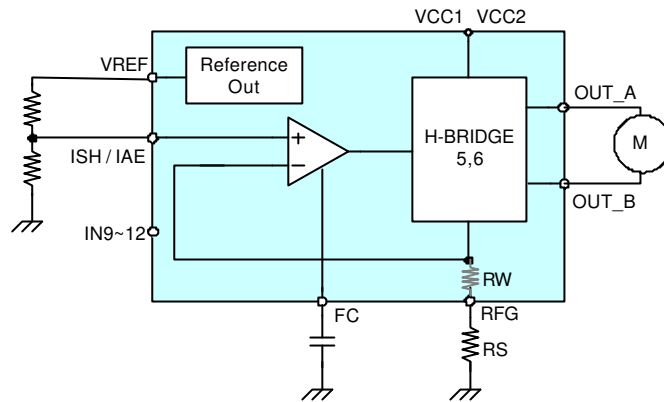 VCC1 VCC2
VREF
Reference
Out
OUT_A
+
H-BRIDGE
5,6
M
ISH / IAE
−
OUT_B
IN9~12
RW
FC
RFG
RS